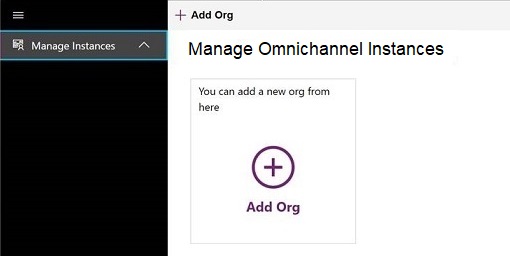 Add Org
Manage Instances
Manage Omnichannel Instances
You can add a new org from
here
Add Org